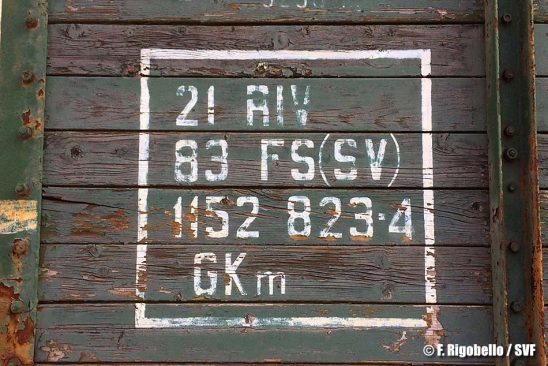 21 RIV
83 FS(SV)
1152 823-4
GKm
© F. Rigobello / SVF